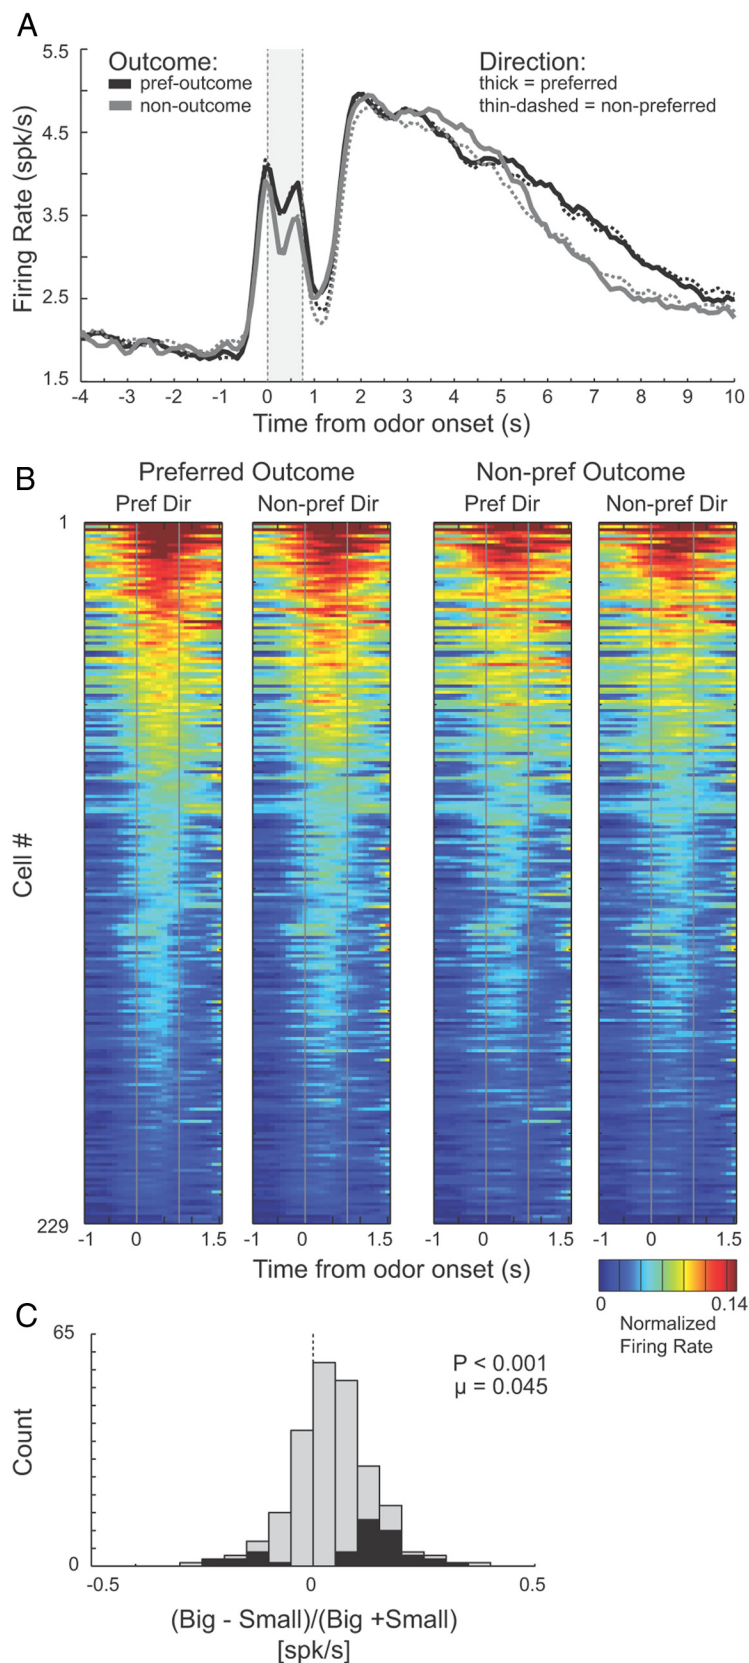 A
Outcome:
pref-outcome
non-outcome
Direction:
thick = preferred
thin-dashed = non-preferred
Firing Rate (spk/s)
5.5
4.5
3.5
2.5
1.5
-4 -3 -2 -1 0 1 2 3 4 5 6 7 8 9 10
Time from odor onset (s)
B
Preferred Outcome
Non-pref Outcome
Pref Dir
Non-pref Dir
Pref Dir
Non-pref Dir
1
Cell #
229
-1 0 1.5
-1 0 1.5
-1 0 1.5
-1 0 1.5
Time from odor onset (s)
0 0.14
Normalized
Firing Rate
C
65
Count
0
P < 0.001
μ = 0.045
-0.5 0 0.5
(Big - Small)/(Big +Small)
[spk/s]